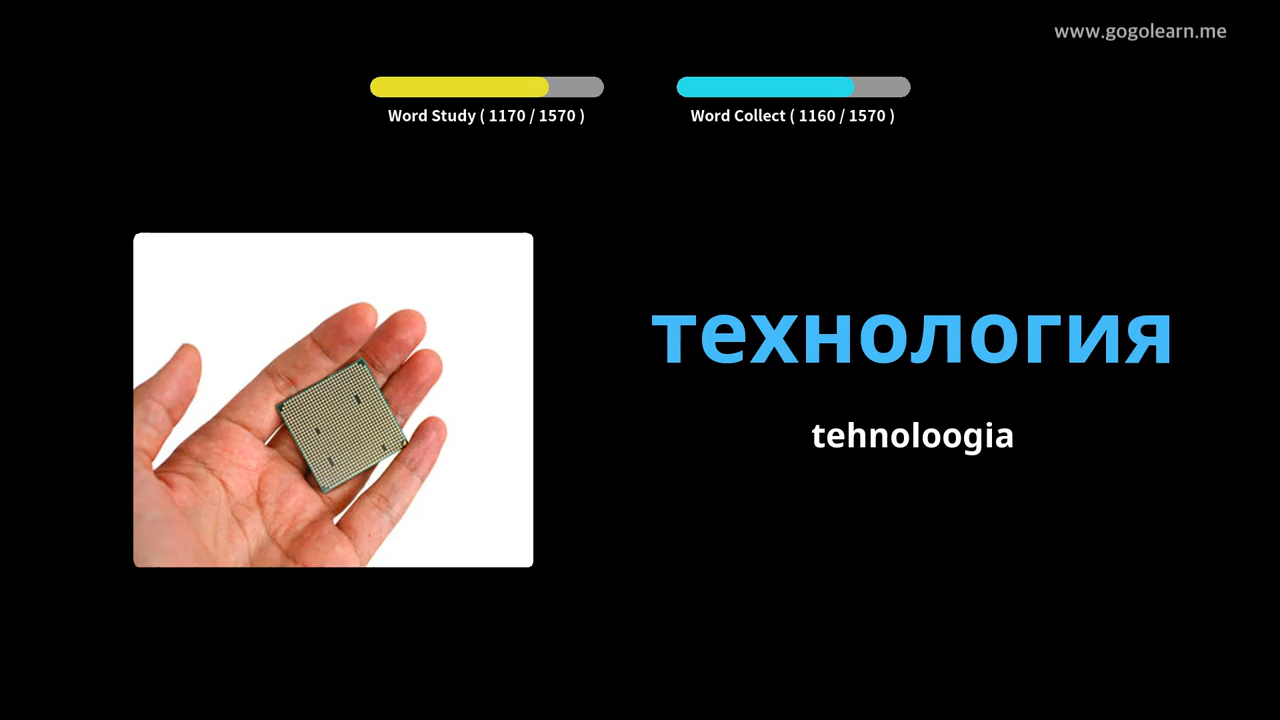 www.gogolearn.me
Word Study ( 1170 / 1570 )
Word Collect ( 1160 / 1570 )
технология
tehnoloogia